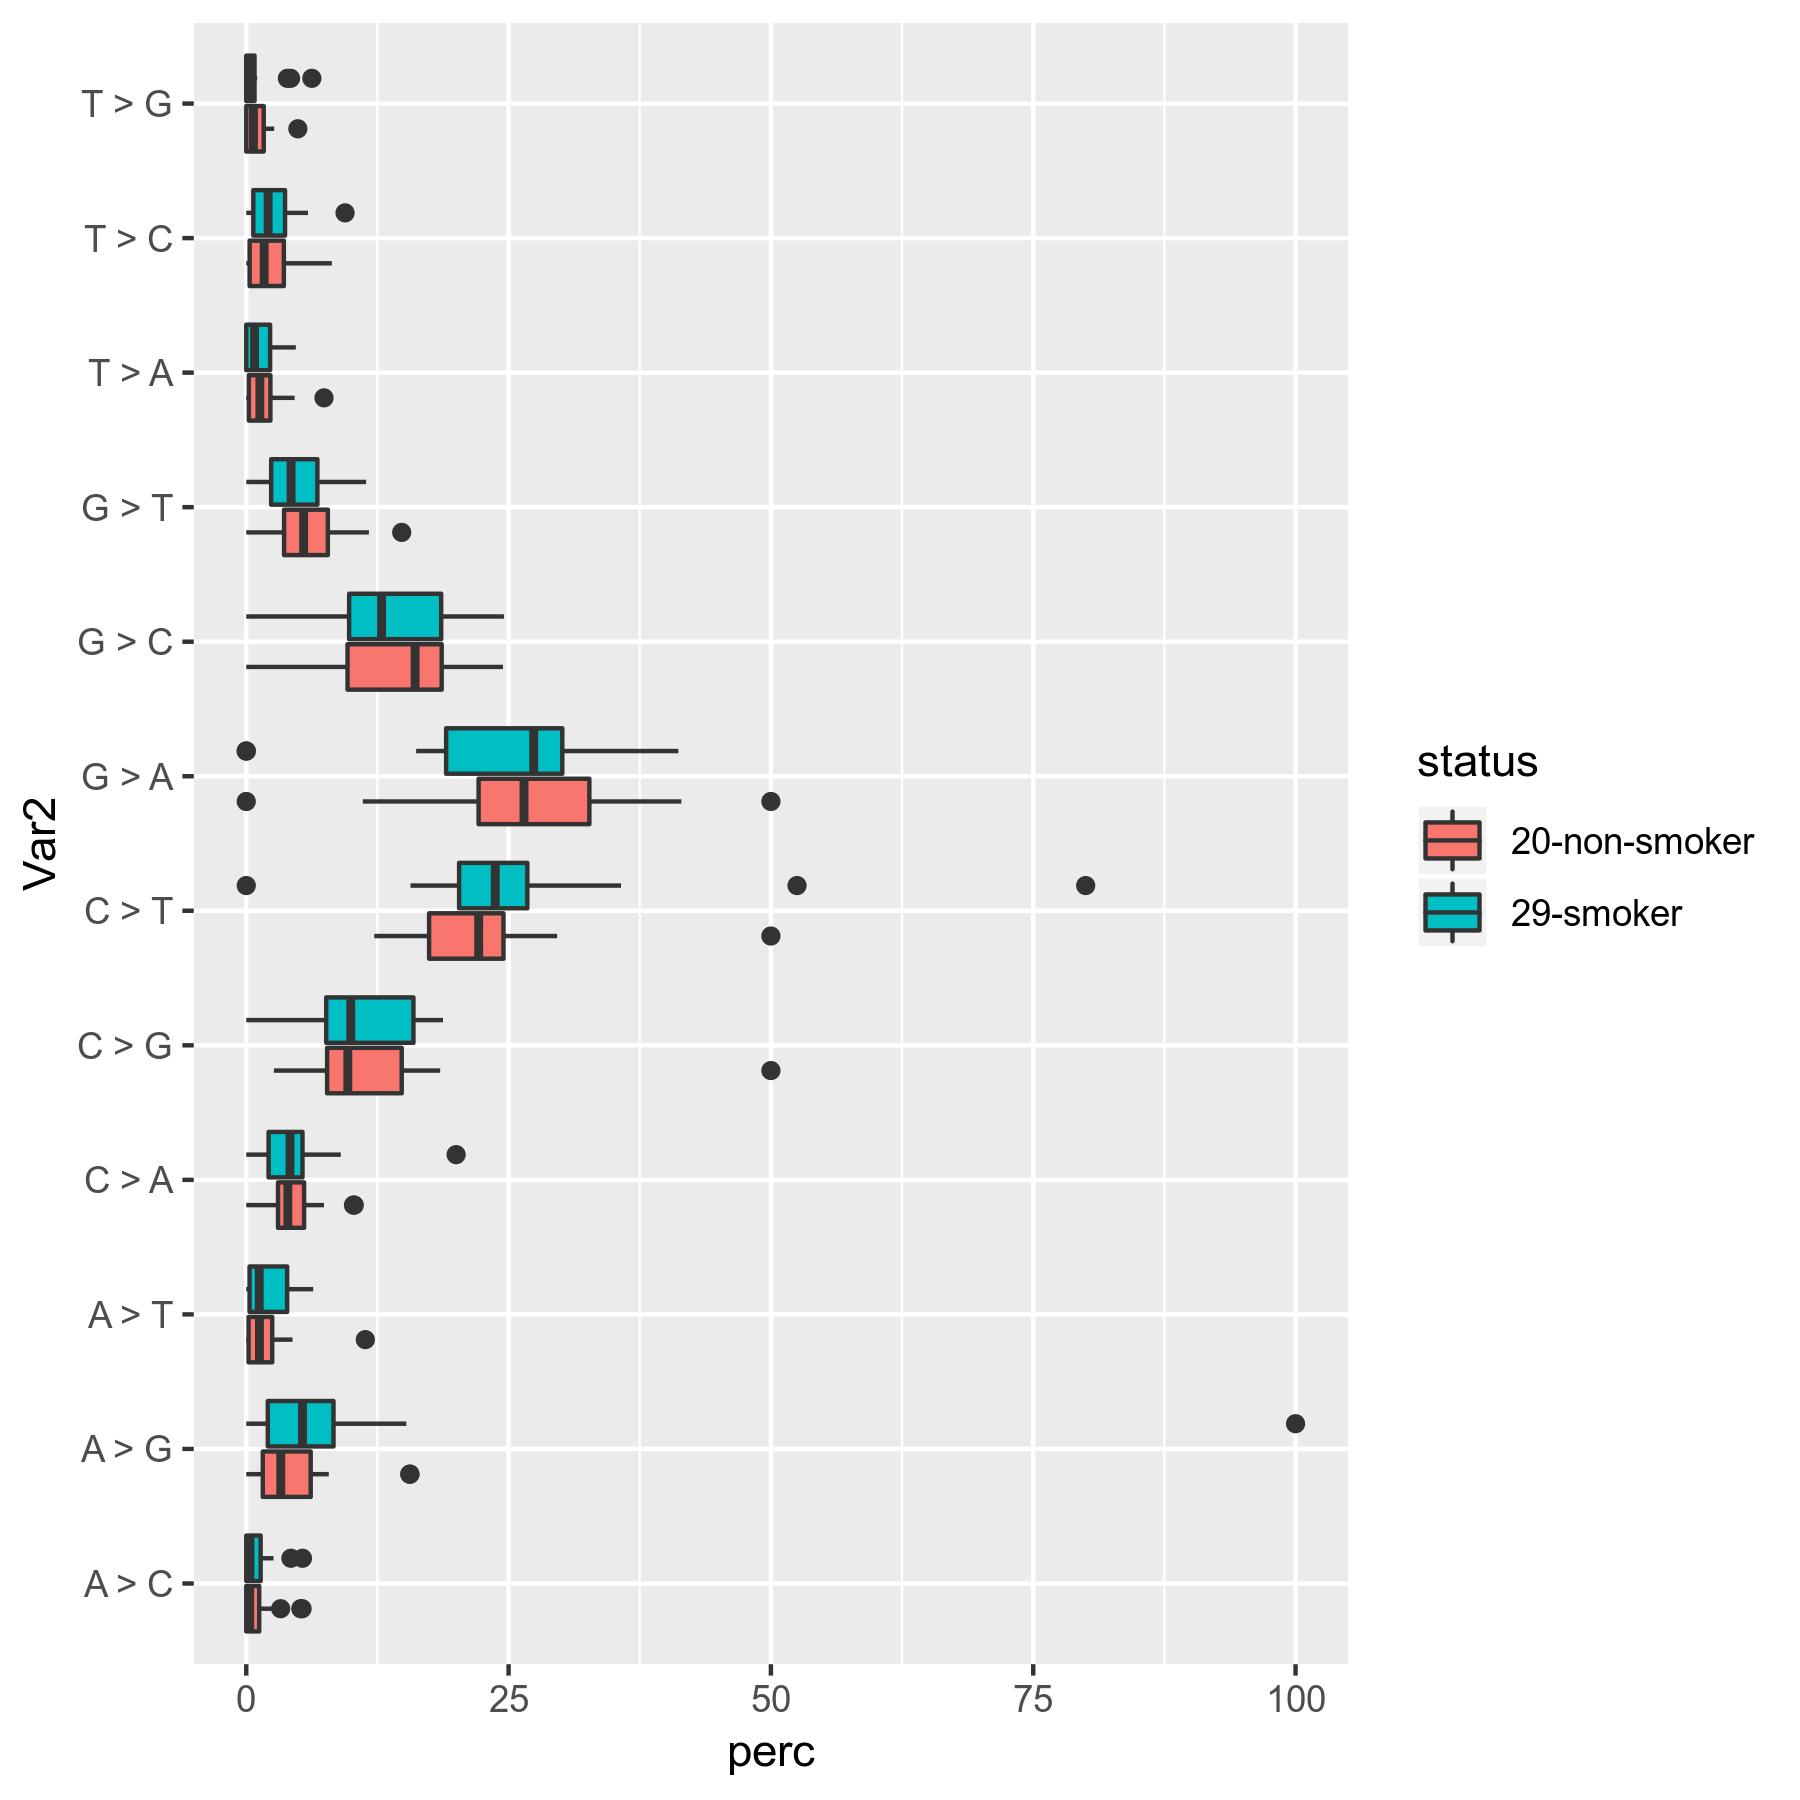 T > G
T > C
T > A
G > T
G > C
G > A
C > T
C > G
C > A
A > T
A > G
A > C
Var2
0 25 50 75 100
perc
status
20-non-smoker
29-smoker